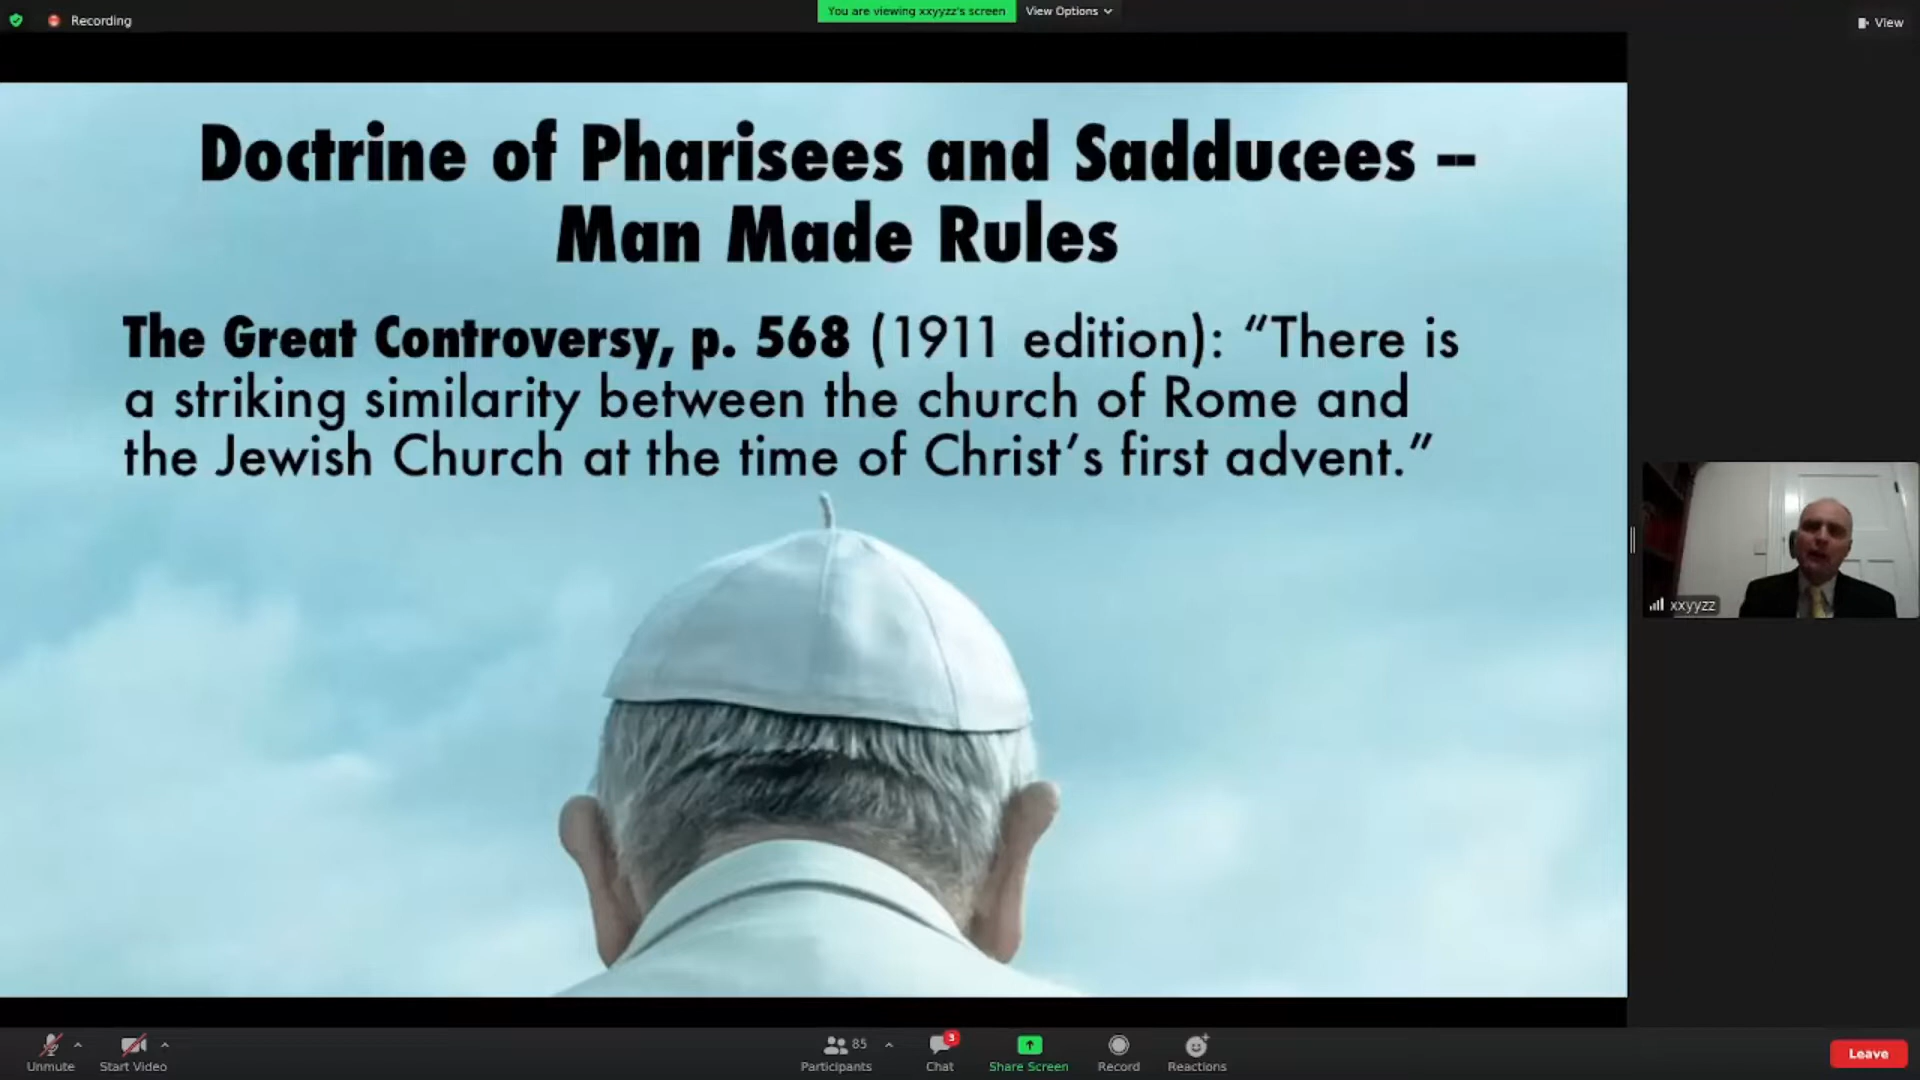 Recording
You are viewing xxyyzz's screen
View Options
View
Doctrine of Pharisees and Sadducees --
Man Made Rules
The Great Controversy, p. 568 (1911 edition): “There is
a striking similarity between the church of Rome and
the Jewish Church at the time of Christ’s first advent.”
xxyyzz
Unmute
Start Video
85
Participants
3
Chat
Share Screen
Record
Reactions
Leave